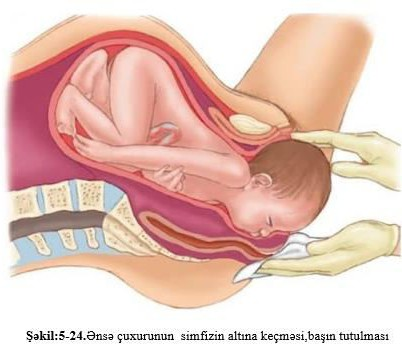 Şəkil:5-24.Ənsə çuxurunun simfizin altına keçməsi,başın tutulması